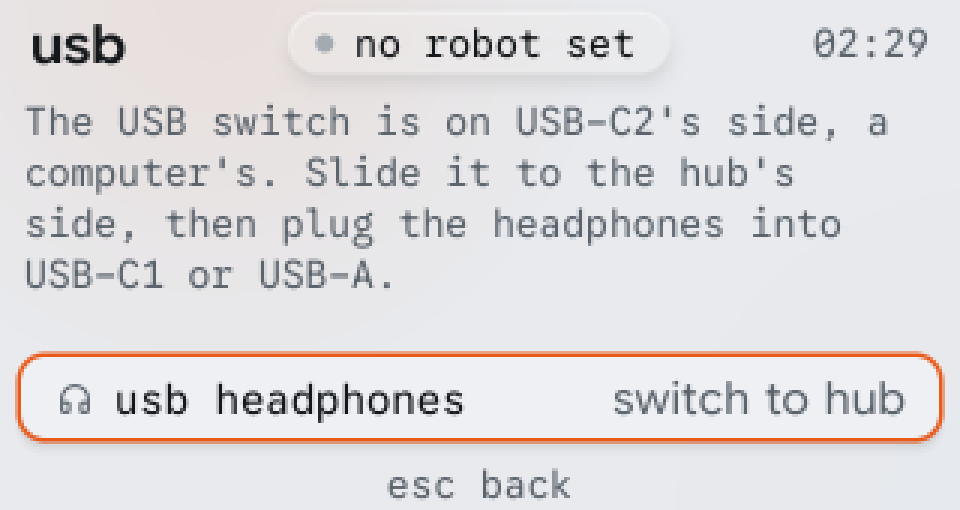 usb
no robot set
02:29
The USB switch is on USB-C2's side, a
computer's. Slide it to the hub's
side, then plug the headphones into
USB-C1 or USB-A.
usb headphones
switch to hub
esc back